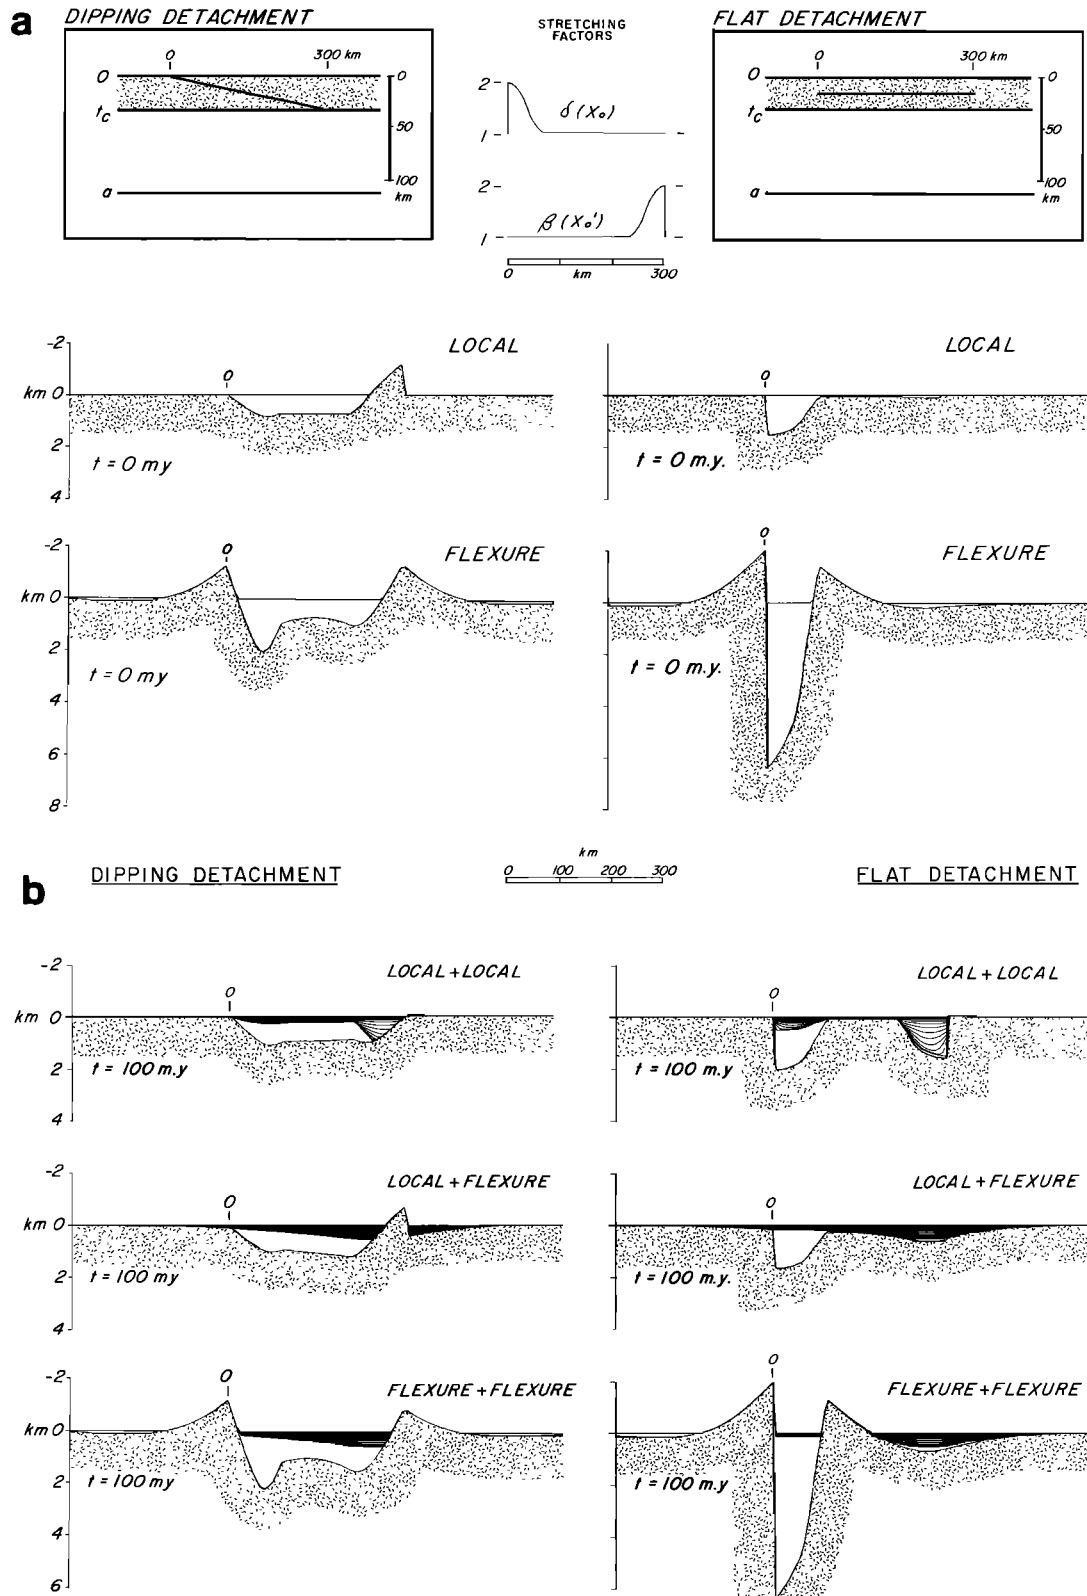 a
DIPPING DETACHMENT
STRETCHING
FACTORS
FLAT DETACHMENT
0 300 km
0
t_c
a
0
50
100
km
2
1
δ(X₀)
2
1
β(X₀')
0 km 300
0 300 km
0
t_c
a
0
50
100
km
-2
km 0
2
4
0
LOCAL
t = 0 my
0
LOCAL
t = 0 m.y.
-2
km 0
2
4
6
8
0
FLEXURE
t = 0 my
0
FLEXURE
t = 0 m.y.
b
DIPPING DETACHMENT
km
0 100 200 300
FLAT DETACHMENT
-2
km 0
2
4
0
LOCAL + LOCAL
t = 100 m.y
0
LOCAL + LOCAL
t = 100 m.y
-2
km 0
2
4
0
LOCAL + FLEXURE
t = 100 my
0
LOCAL + FLEXURE
t = 100 m.y.
-2
km 0
2
4
6
0
FLEXURE + FLEXURE
t = 100 my
0
FLEXURE + FLEXURE
t = 100 m.y